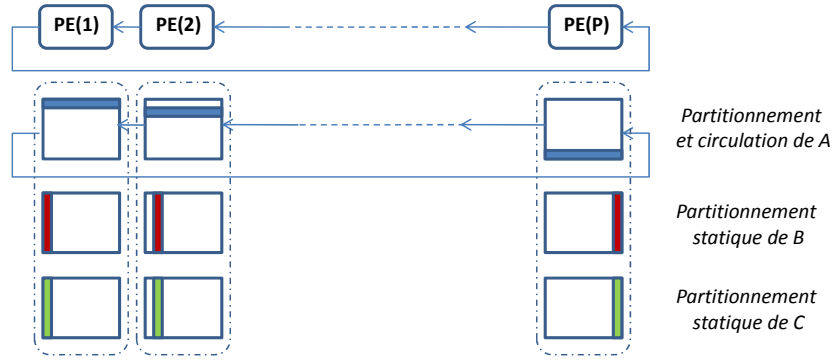 PE(1) PE(2) PE(P)
Partitionnement
et circulation de A
Partitionnement
statique de B
Partitionnement
statique de C